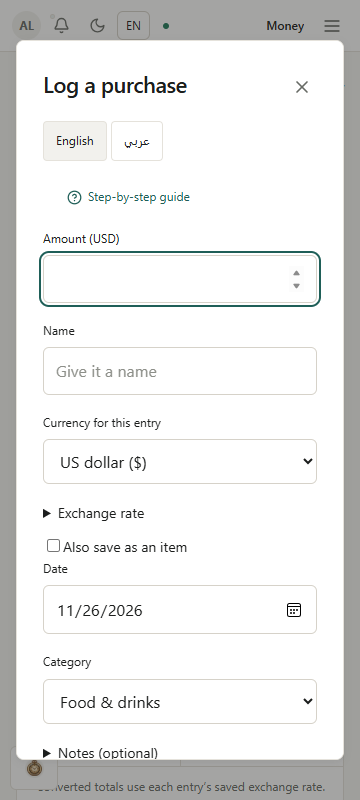 AL
EN
Money
Log a purchase
English
عربي
Step-by-step guide
Amount (USD)
Name
Give it a name
Currency for this entry
US dollar ($)
Exchange rate
Also save as an item
Date
11/26/2026
Category
Food & drinks
Notes (optional)
Converted totals use each entry's saved exchange rate.